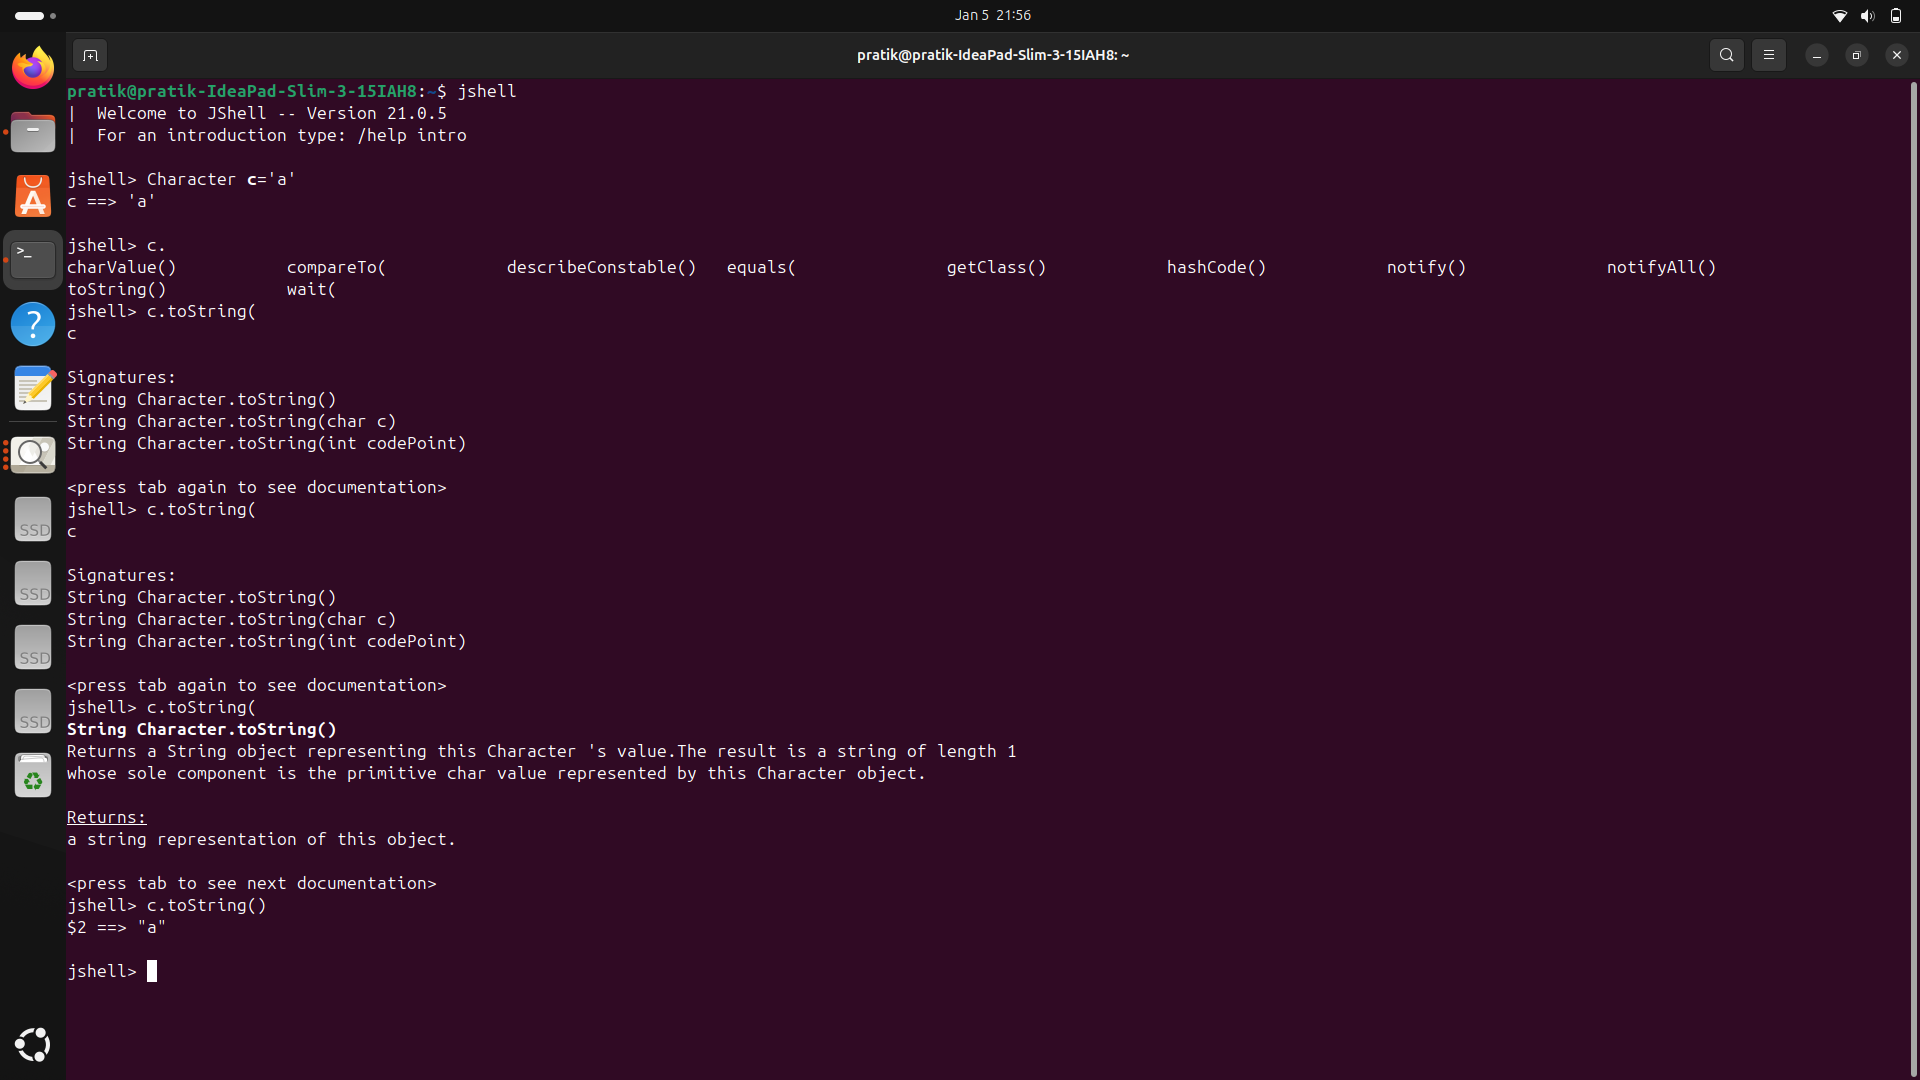 Jan 5 21:56
pratik@pratik-IdeaPad-Slim-3-15IAH8: ~
pratik@pratik-IdeaPad-Slim-3-15IAH8:~$ jshell
|  Welcome to JShell -- Version 21.0.5
|  For an introduction type: /help intro
jshell> Character c='a'
c ==> 'a'
jshell> c.
charValue() compareTo( describeConstable() equals( getClass() hashCode() notify() notifyAll()
toString() wait(
jshell> c.toString(
c
Signatures:
String Character.toString()
String Character.toString(char c)
String Character.toString(int codePoint)
<press tab again to see documentation>
jshell> c.toString(
c
Signatures:
String Character.toString()
String Character.toString(char c)
String Character.toString(int codePoint)
<press tab again to see documentation>
jshell> c.toString(
String Character.toString()
Returns a String object representing this Character 's value.The result is a string of length 1
whose sole component is the primitive char value represented by this Character object.
Returns:
a string representation of this object.
<press tab to see next documentation>
jshell> c.toString()
$2 ==> "a"
jshell>
>_
?
SSD
SSD
SSD
SSD